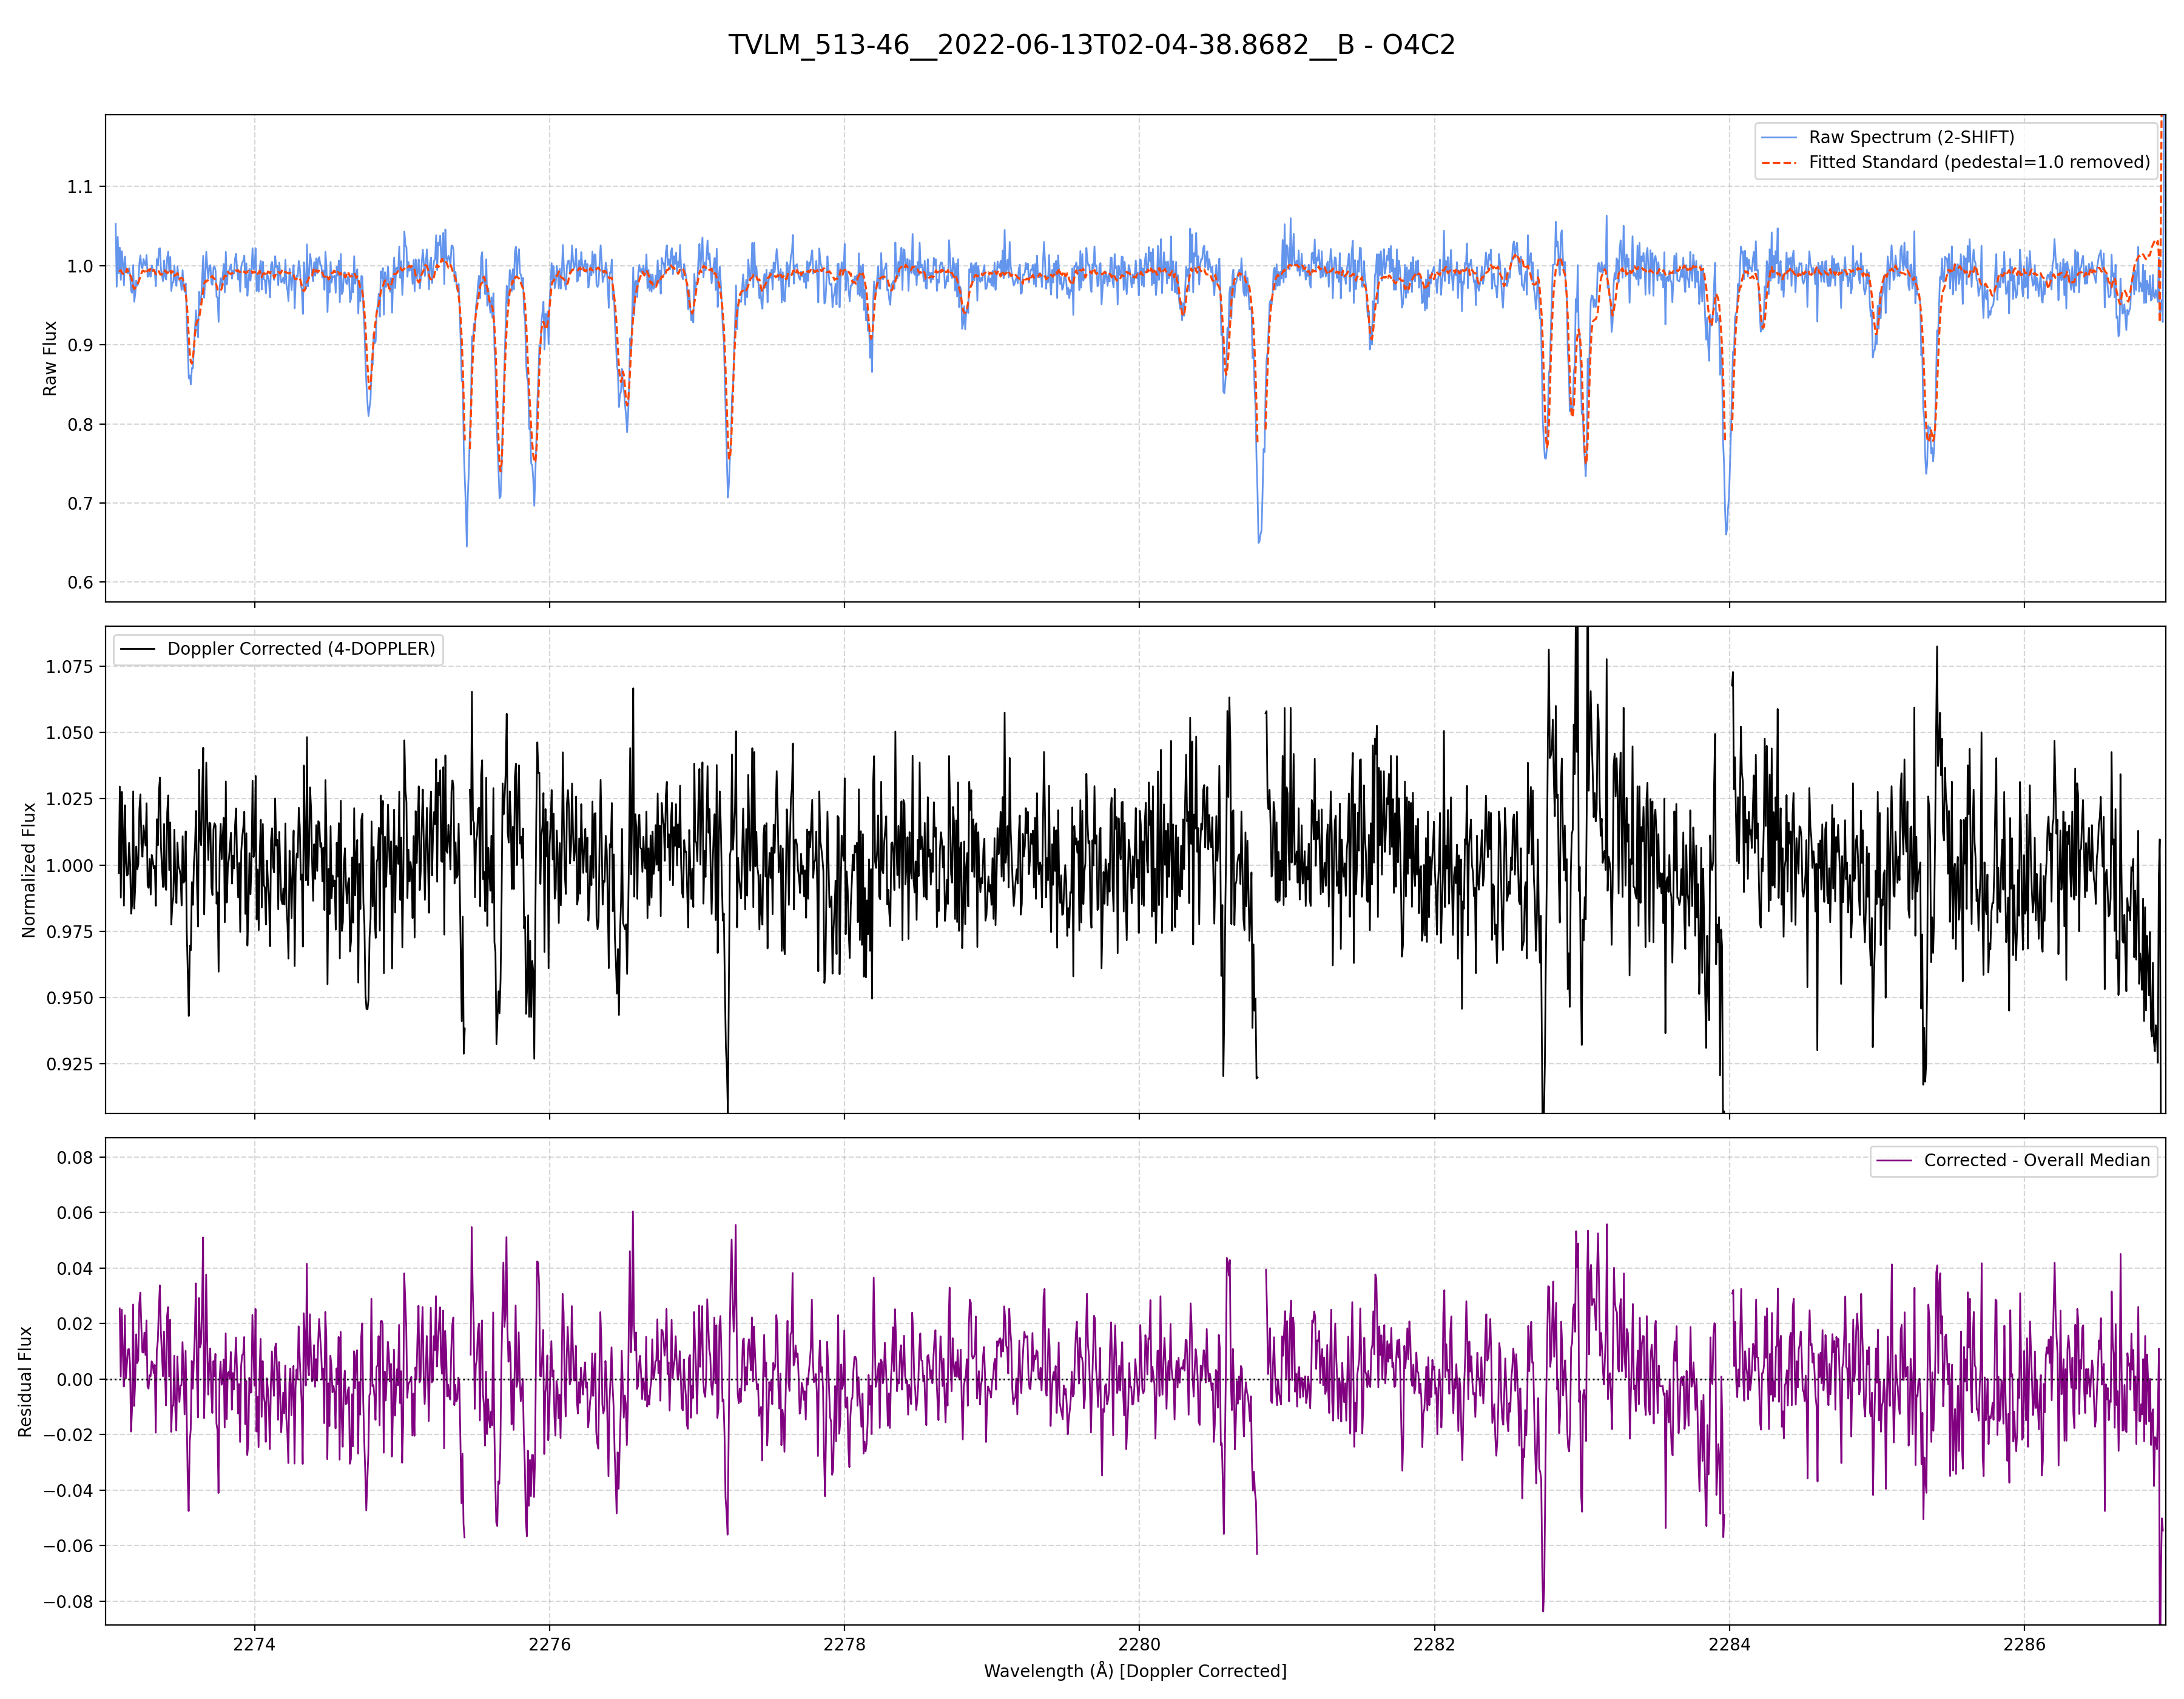 TVLM_513-46__2022-06-13T02-04-38.8682__B - O4C2
Raw Spectrum (2-SHIFT)
Fitted Standard (pedestal=1.0 removed)
Raw Flux
1.1
1.0
0.9
0.8
0.7
0.6
Doppler Corrected (4-DOPPLER)
Normalized Flux
1.075
1.050
1.025
1.000
0.975
0.950
0.925
Corrected - Overall Median
Residual Flux
0.08
0.06
0.04
0.02
0.00
−0.02
−0.04
−0.06
−0.08
2274 2276 2278 2280 2282 2284 2286
Wavelength (Å) [Doppler Corrected]